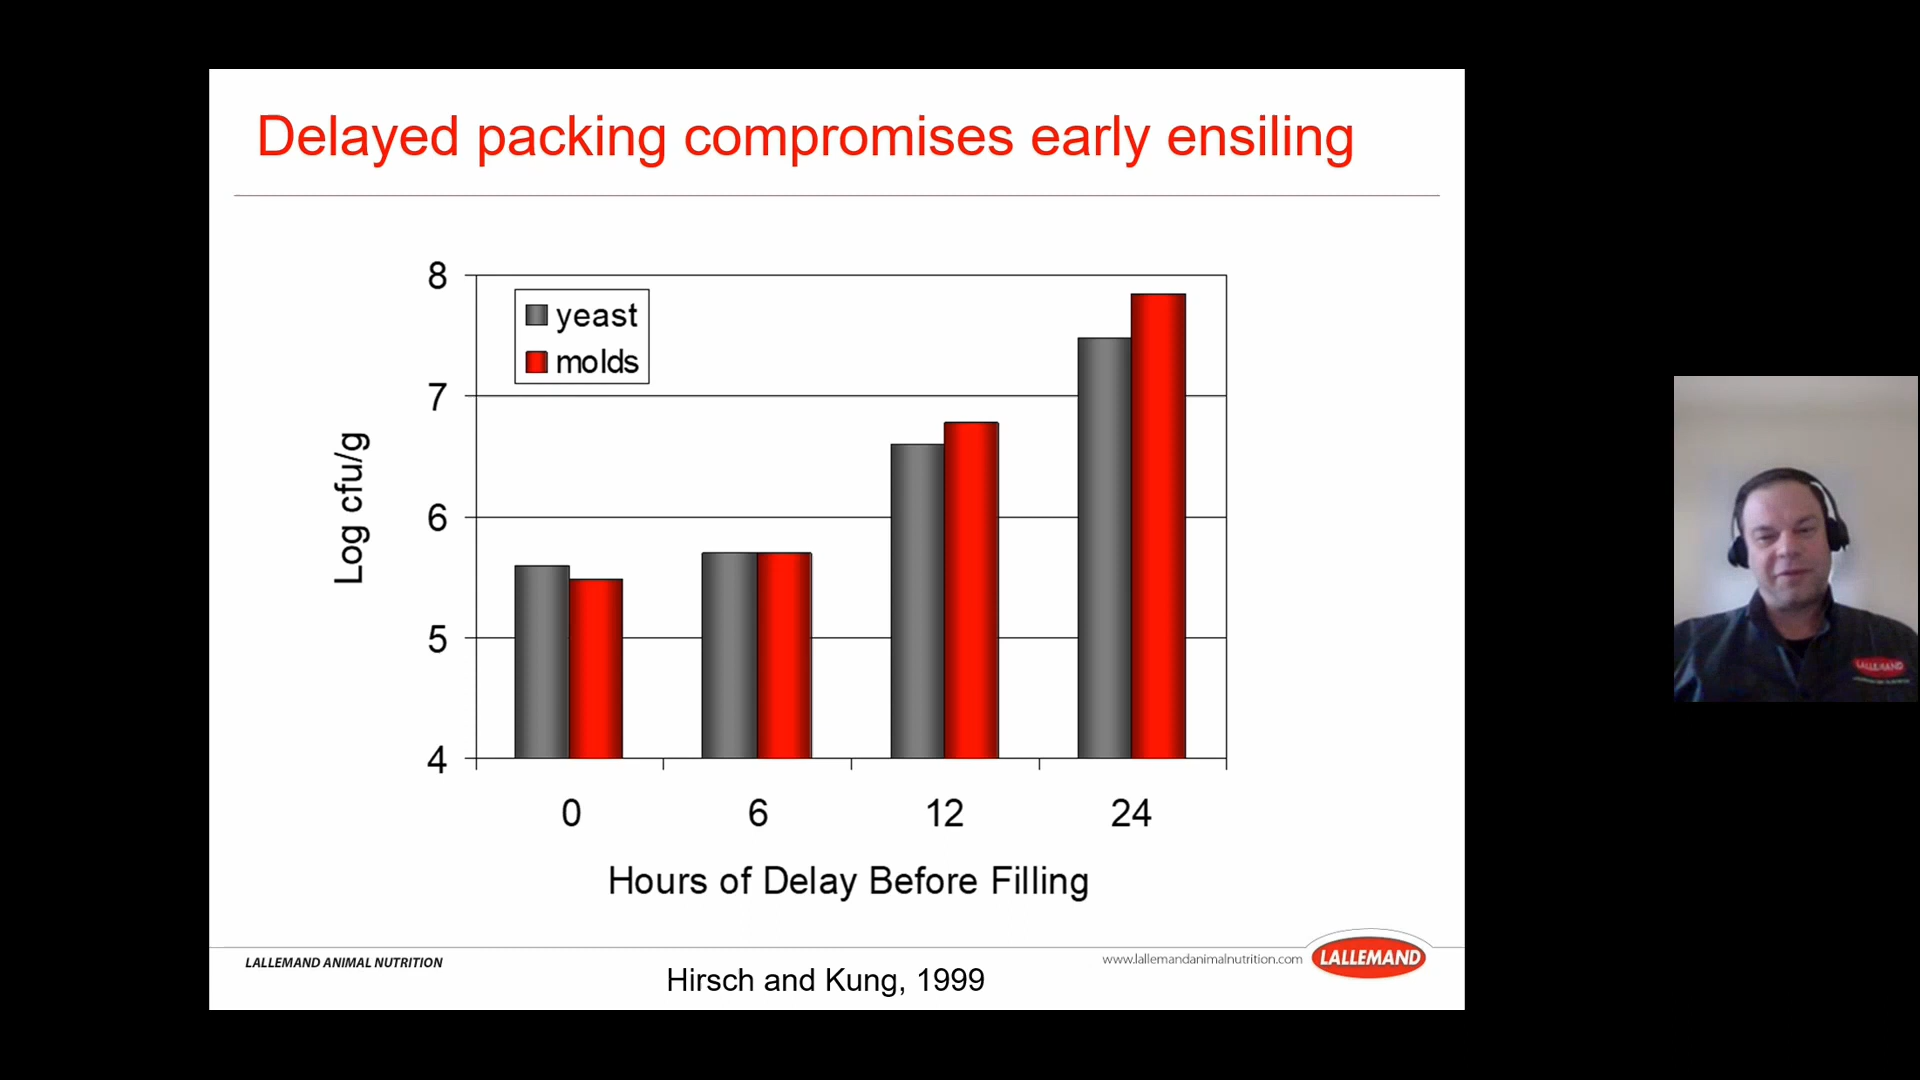 Delayed packing compromises early ensiling
8
yeast
molds
7
6
5
4
Log cfu/g
0 6 12 24
Hours of Delay Before Filling
LALLEMAND ANIMAL NUTRITION
Hirsch and Kung, 1999
www.lallemandanimalnutrition.com
LALLEMAND
LALLEMAND